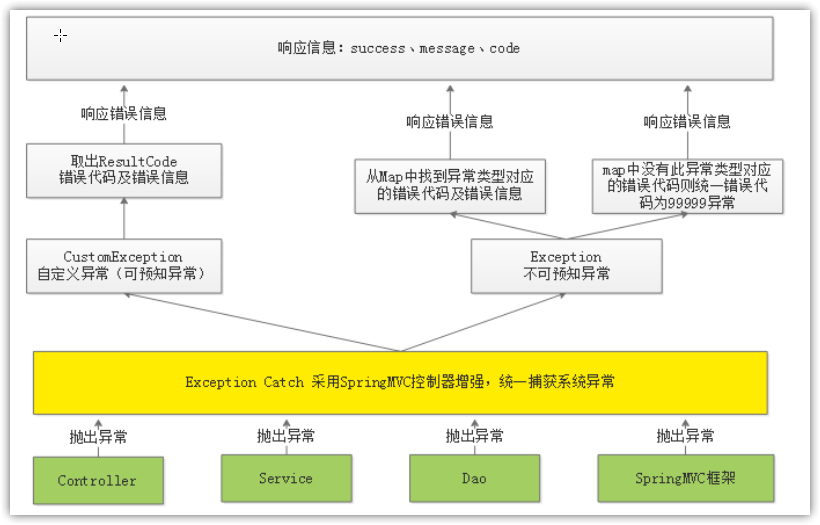 响应信息：success、message、code
响应错误信息
响应错误信息
响应错误信息
取出ResultCode
错误代码及错误信息
从Map中找到异常类型对应
的错误代码及错误信息
map中没有此异常类型对应
的错误代码则统一错误代
码为99999异常
CustomException
自定义异常（可预知异常）
Exception
不可预知异常
Exception Catch 采用SpringMVC控制器增强，统一捕获系统异常
抛出异常
抛出异常
抛出异常
抛出异常
Controller
Service
Dao
SpringMVC框架